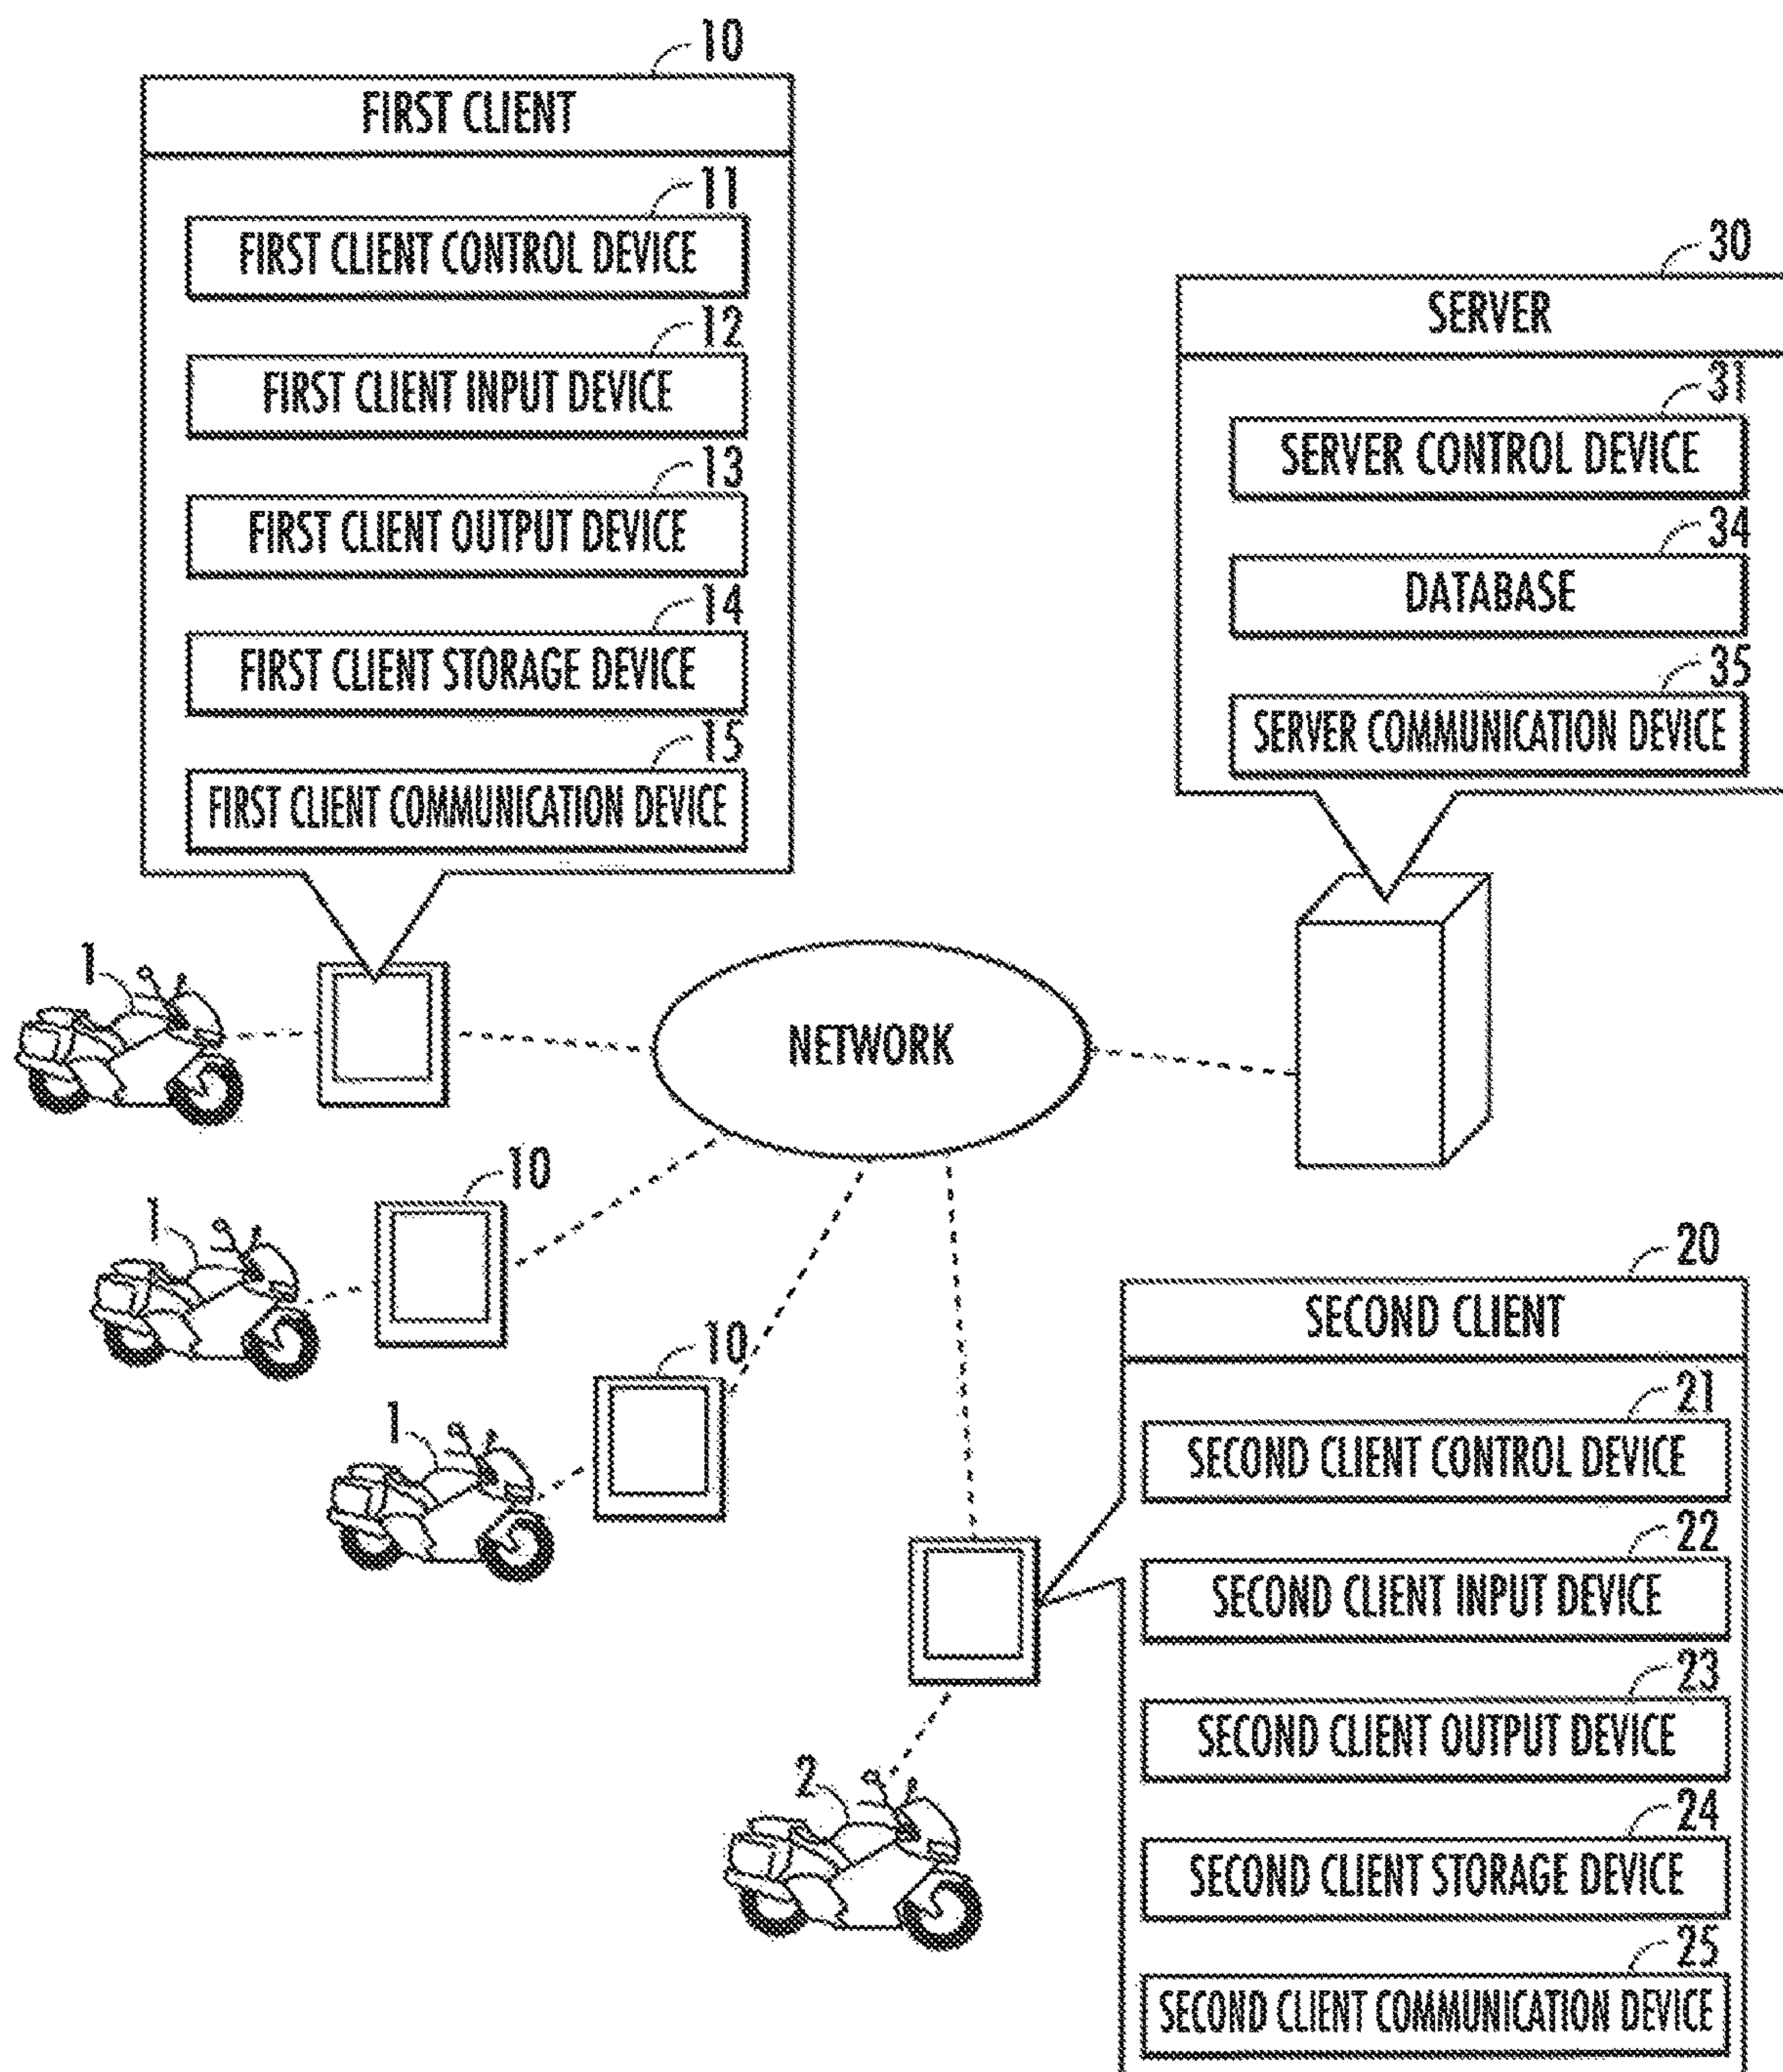 10
FIRST CLIENT
11
FIRST CLIENT CONTROL DEVICE
12
FIRST CLIENT INPUT DEVICE
13
FIRST CLIENT OUTPUT DEVICE
14
FIRST CLIENT STORAGE DEVICE
15
FIRST CLIENT COMMUNICATION DEVICE
30
SERVER
31
SERVER CONTROL DEVICE
34
DATABASE
35
SERVER COMMUNICATION DEVICE
1
NETWORK
10
1
10
1
20
SECOND CLIENT
21
SECOND CLIENT CONTROL DEVICE
22
SECOND CLIENT INPUT DEVICE
23
SECOND CLIENT OUTPUT DEVICE
24
SECOND CLIENT STORAGE DEVICE
25
SECOND CLIENT COMMUNICATION DEVICE
2